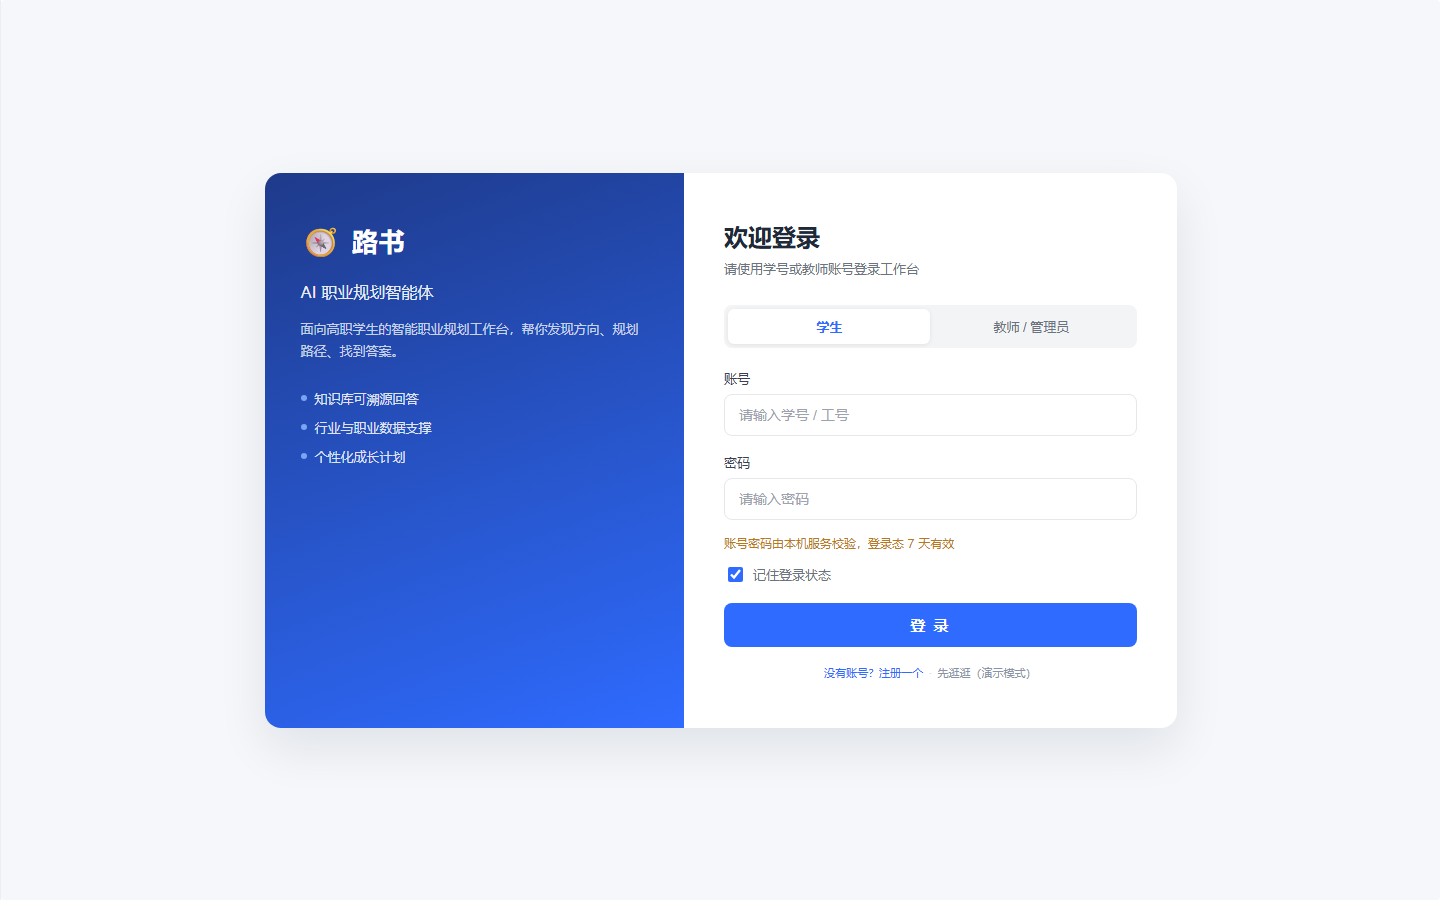 路书
AI 职业规划智能体
面向高职学生的智能职业规划工作台，帮你发现方向、规划
路径、找到答案。
知识库可溯源回答
行业与职业数据支撑
个性化成长计划
欢迎登录
请使用学号或教师账号登录工作台
学生
教师 / 管理员
账号
请输入学号 / 工号
密码
请输入密码
账号密码由本机服务校验，登录态 7 天有效
记住登录状态
登 录
没有账号？注册一个 · 先逛逛（演示模式）